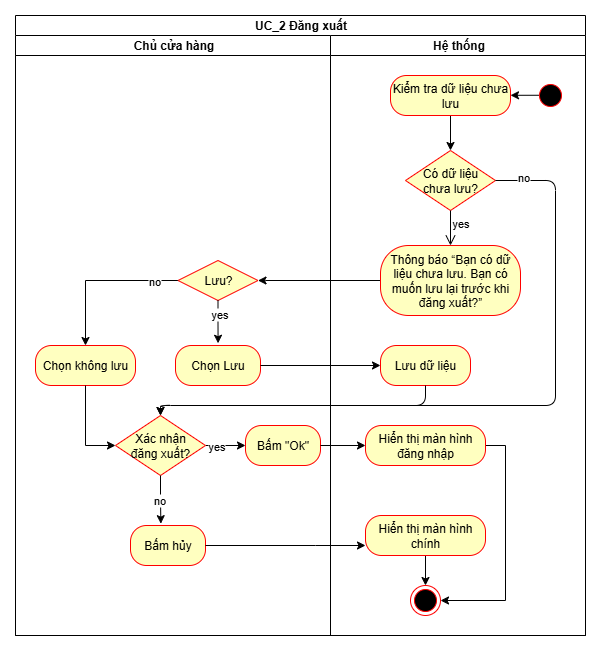 UC_2 Đăng xuất
Chủ cửa hàng
Hệ thống
Kiểm tra dữ liệu chưa
lưu
Có dữ liệu
chưa lưu?
no
yes
Thông báo “Bạn có dữ
liệu chưa lưu. Bạn có
muốn lưu lại trước khi
đăng xuất?”
Lưu?
no
yes
Chọn không lưu
Chọn Lưu
Lưu dữ liệu
Xác nhận
đăng xuất?
yes
Bấm "Ok"
Hiển thị màn hình
đăng nhập
no
Bấm hủy
Hiển thị màn hình
chính